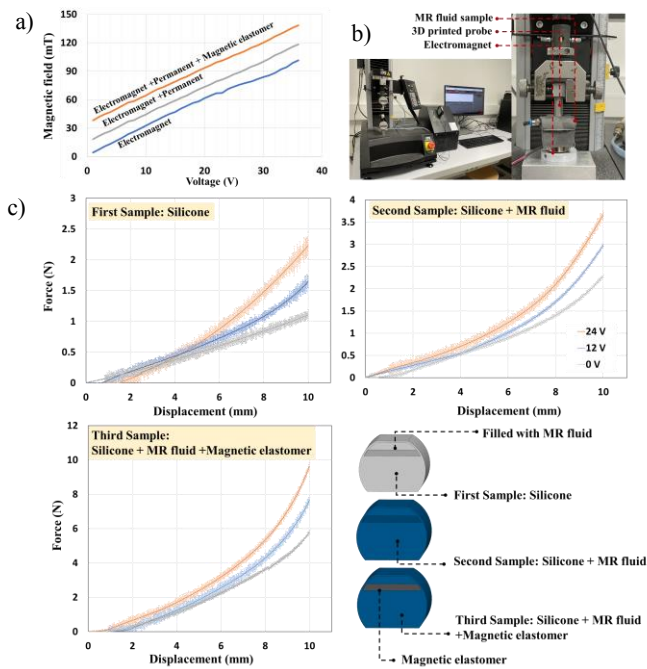 a)
Magnetic field (mT)
150
120
90
60
30
0
Electromagnet +Permanent + Magnetic elastomer
Electromagnet +Permanent
Electromagnet
0
10
20
30
40
Voltage (V)
b)
MR fluid sample
3D printed probe
Electromagnet
c)
First Sample: Silicone
Force (N)
3
2.5
2
1.5
1
0.5
0
0
2
4
6
8
10
Displacement (mm)
Second Sample: Silicone + MR fluid
4
3.5
3
2.5
2
1.5
1
0.5
0
24 V
12 V
0 V
0
2
4
6
8
10
Displacement (mm)
Third Sample:
Silicone + MR fluid +Magnetic elastomer
Force (N)
12
10
8
6
4
2
0
0
2
4
6
8
10
Displacement (mm)
Filled with MR fluid
First Sample: Silicone
Second Sample: Silicone + MR fluid
Third Sample: Silicone + MR fluid
+Magnetic elastomer
Magnetic elastomer